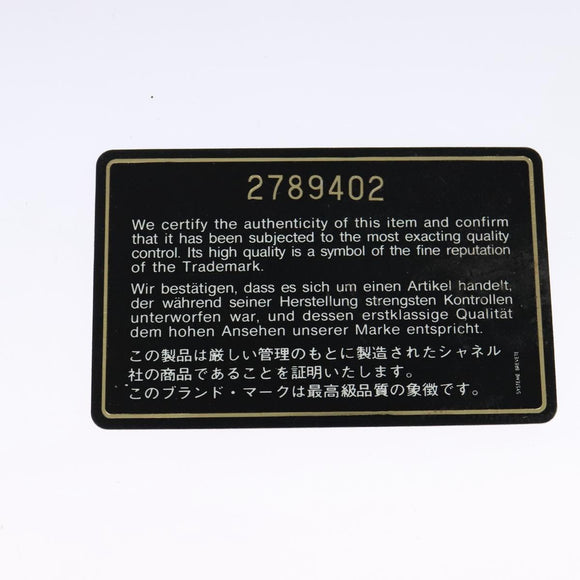 2789402
We certify the authenticity of this item and confirm
that it has been subjected to the most exacting quality
control. Its high quality is a symbol of the fine reputation
of the Trademark.
Wir bestätigen, dass es sich um einen Artikel handelt,
der während seiner Herstellung strengsten Kontrollen
unterworfen war, und dessen erstklassige Qualität
dem hohen Ansehen unserer Marke entspricht.
この製品は厳しい管理のもとに製造されたシャネル
社の商品であることを証明いたします。
このブランド・マークは最高級品質の象徴です。
SYSTEME BREVETE